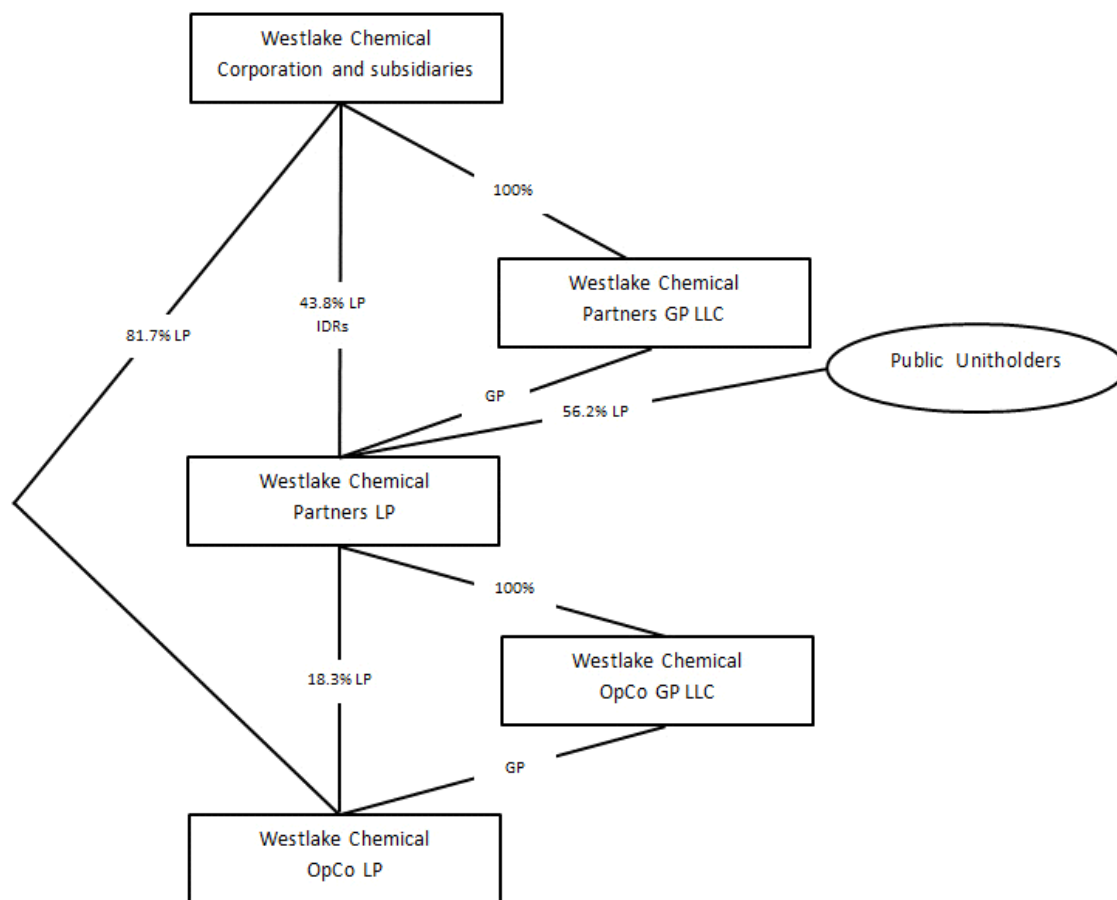 Westlake Chemical
Corporation and subsidiaries
100%
Westlake Chemical
Partners GP LLC
43.8% LP
IDRs
81.7% LP
Public Unitholders
GP
56.2% LP
Westlake Chemical
Partners LP
100%
Westlake Chemical
OpCo GP LLC
18.3% LP
GP
Westlake Chemical
OpCo LP